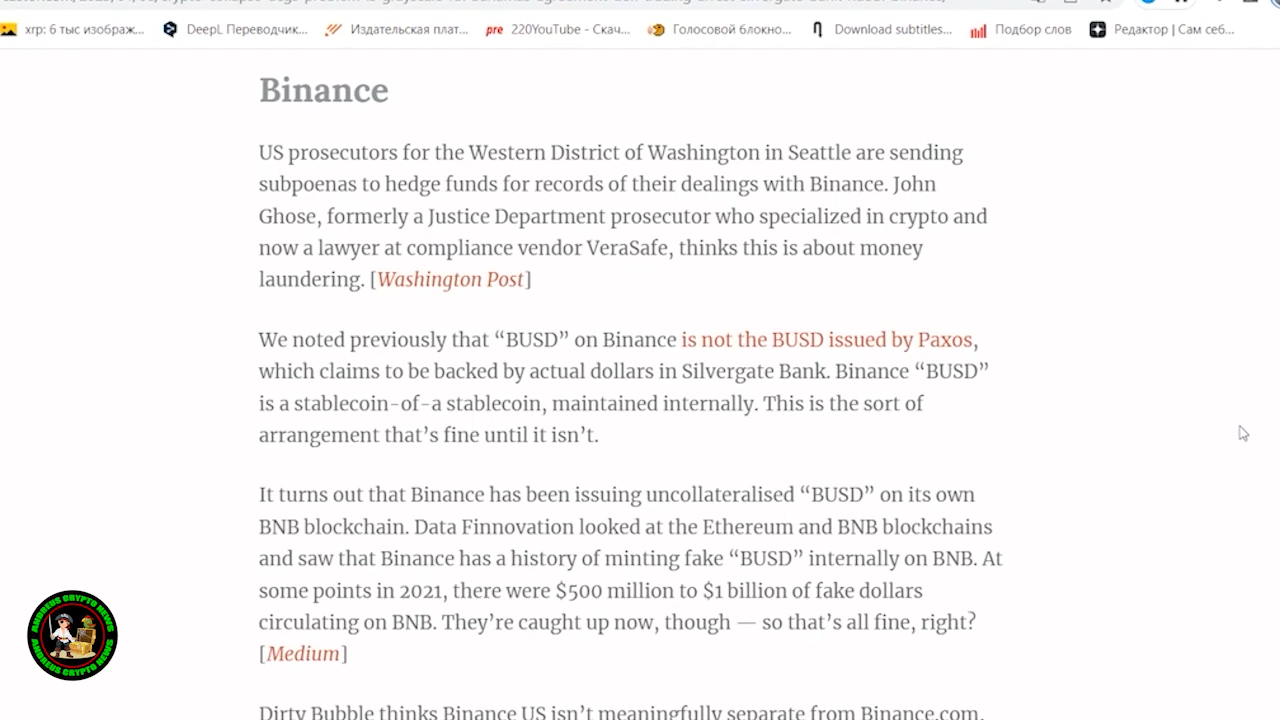 xrp: 6 тыс изображ...
DeepL Переводчик...
Издательская плат...
pre 220YouTube - Скач...
Голосовой блокно...
Download subtitles...
Подбор слов
Редактор | Сам себ...
Binance
US prosecutors for the Western District of Washington in Seattle are sending
subpoenas to hedge funds for records of their dealings with Binance. John
Ghose, formerly a Justice Department prosecutor who specialized in crypto and
now a lawyer at compliance vendor VeraSafe, thinks this is about money
laundering. [Washington Post]
We noted previously that “BUSD” on Binance is not the BUSD issued by Paxos,
which claims to be backed by actual dollars in Silvergate Bank. Binance “BUSD”
is a stablecoin-of-a stablecoin, maintained internally. This is the sort of
arrangement that’s fine until it isn’t.
It turns out that Binance has been issuing uncollateralised “BUSD” on its own
BNB blockchain. Data Finnovation looked at the Ethereum and BNB blockchains
and saw that Binance has a history of minting fake “BUSD” internally on BNB. At
some points in 2021, there were $500 million to $1 billion of fake dollars
circulating on BNB. They’re caught up now, though — so that’s all fine, right?
[Medium]
Dirty Bubble thinks Binance US isn’t meaningfully separate from Binance.com.
ANDREUS CRYPTO NEWS
ANDREUS CRYPTO NEWS